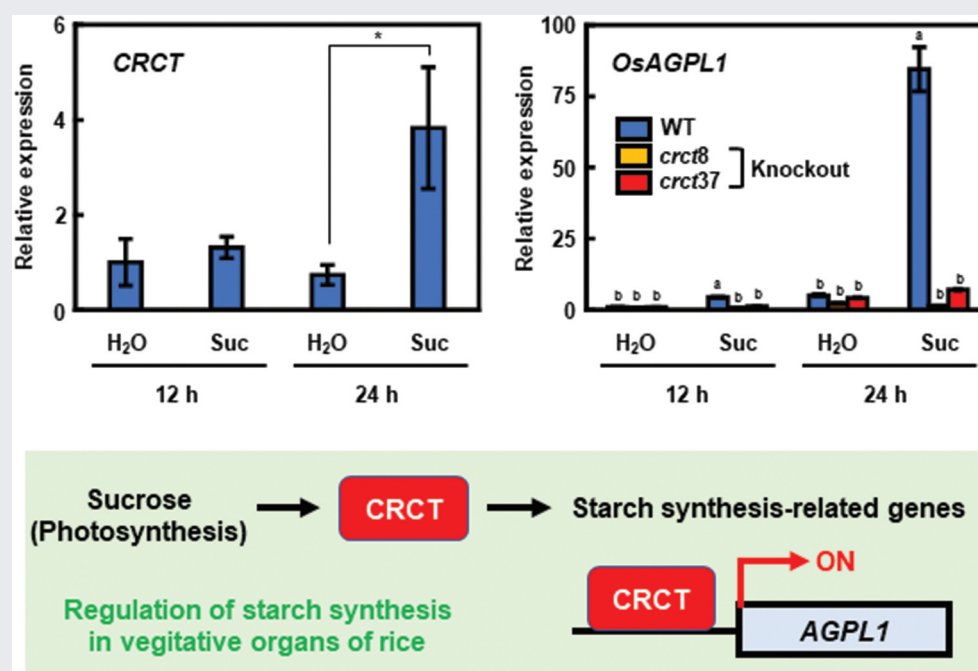 6
4
2
0
Relative expression
CRCT
*
H₂O
Suc
H₂O
Suc
12 h
24 h
100
75
50
25
0
Relative expression
OsAGPL1
WT
crct8
crct37
Knockout
b b b
a b b
b b b
a b b
H₂O
Suc
H₂O
Suc
12 h
24 h
Sucrose
(Photosynthesis)
CRCT
Starch synthesis-related genes
Regulation of starch synthesis
in vegitative organs of rice
CRCT
ON
AGPL1